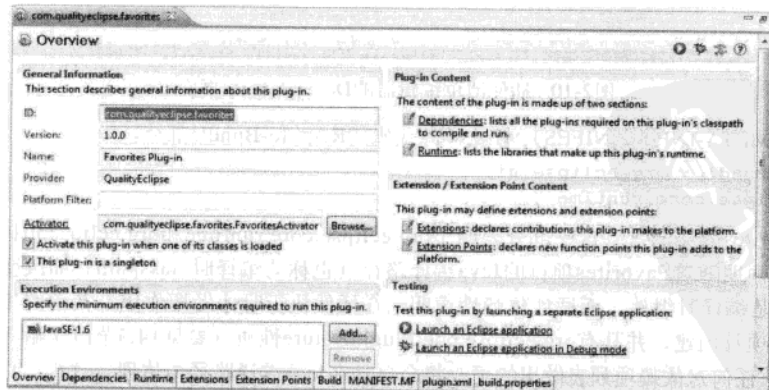 com.qualityeclipse.favorites
Overview
General Information
This section describes general information about this plug-in.
ID:
com.qualityeclipse.favorites
Version:
1.0.0
Name:
Favorites Plug-in
Provider:
QualityEclipse
Platform Filter:
Activator:
com.qualityeclipse.favorites.FavoritesActivator
Browse...
Activate this plug-in when one of its classes is loaded
This plug-in is a singleton
Execution Environments
Specify the minimum execution environments required to run this plug-in.
JavaSE-1.6
Add...
Remove
Plug-in Content
The content of the plug-in is made up of two sections:
Dependencies: lists all the plug-ins required on this plug-in's classpath
to compile and run.
Runtime: lists the libraries that make up this plug-in's runtime.
Extension / Extension Point Content
This plug-in may define extensions and extension points:
Extensions: declares contributions this plug-in makes to the platform.
Extension Points: declares new function points this plug-in adds to the
platform.
Testing
Test this plug-in by launching a separate Eclipse application:
Launch an Eclipse application
Launch an Eclipse application in Debug mode
Overview Dependencies Runtime Extensions Extension Points Build MANIFEST.MF plugin.xml build.properties